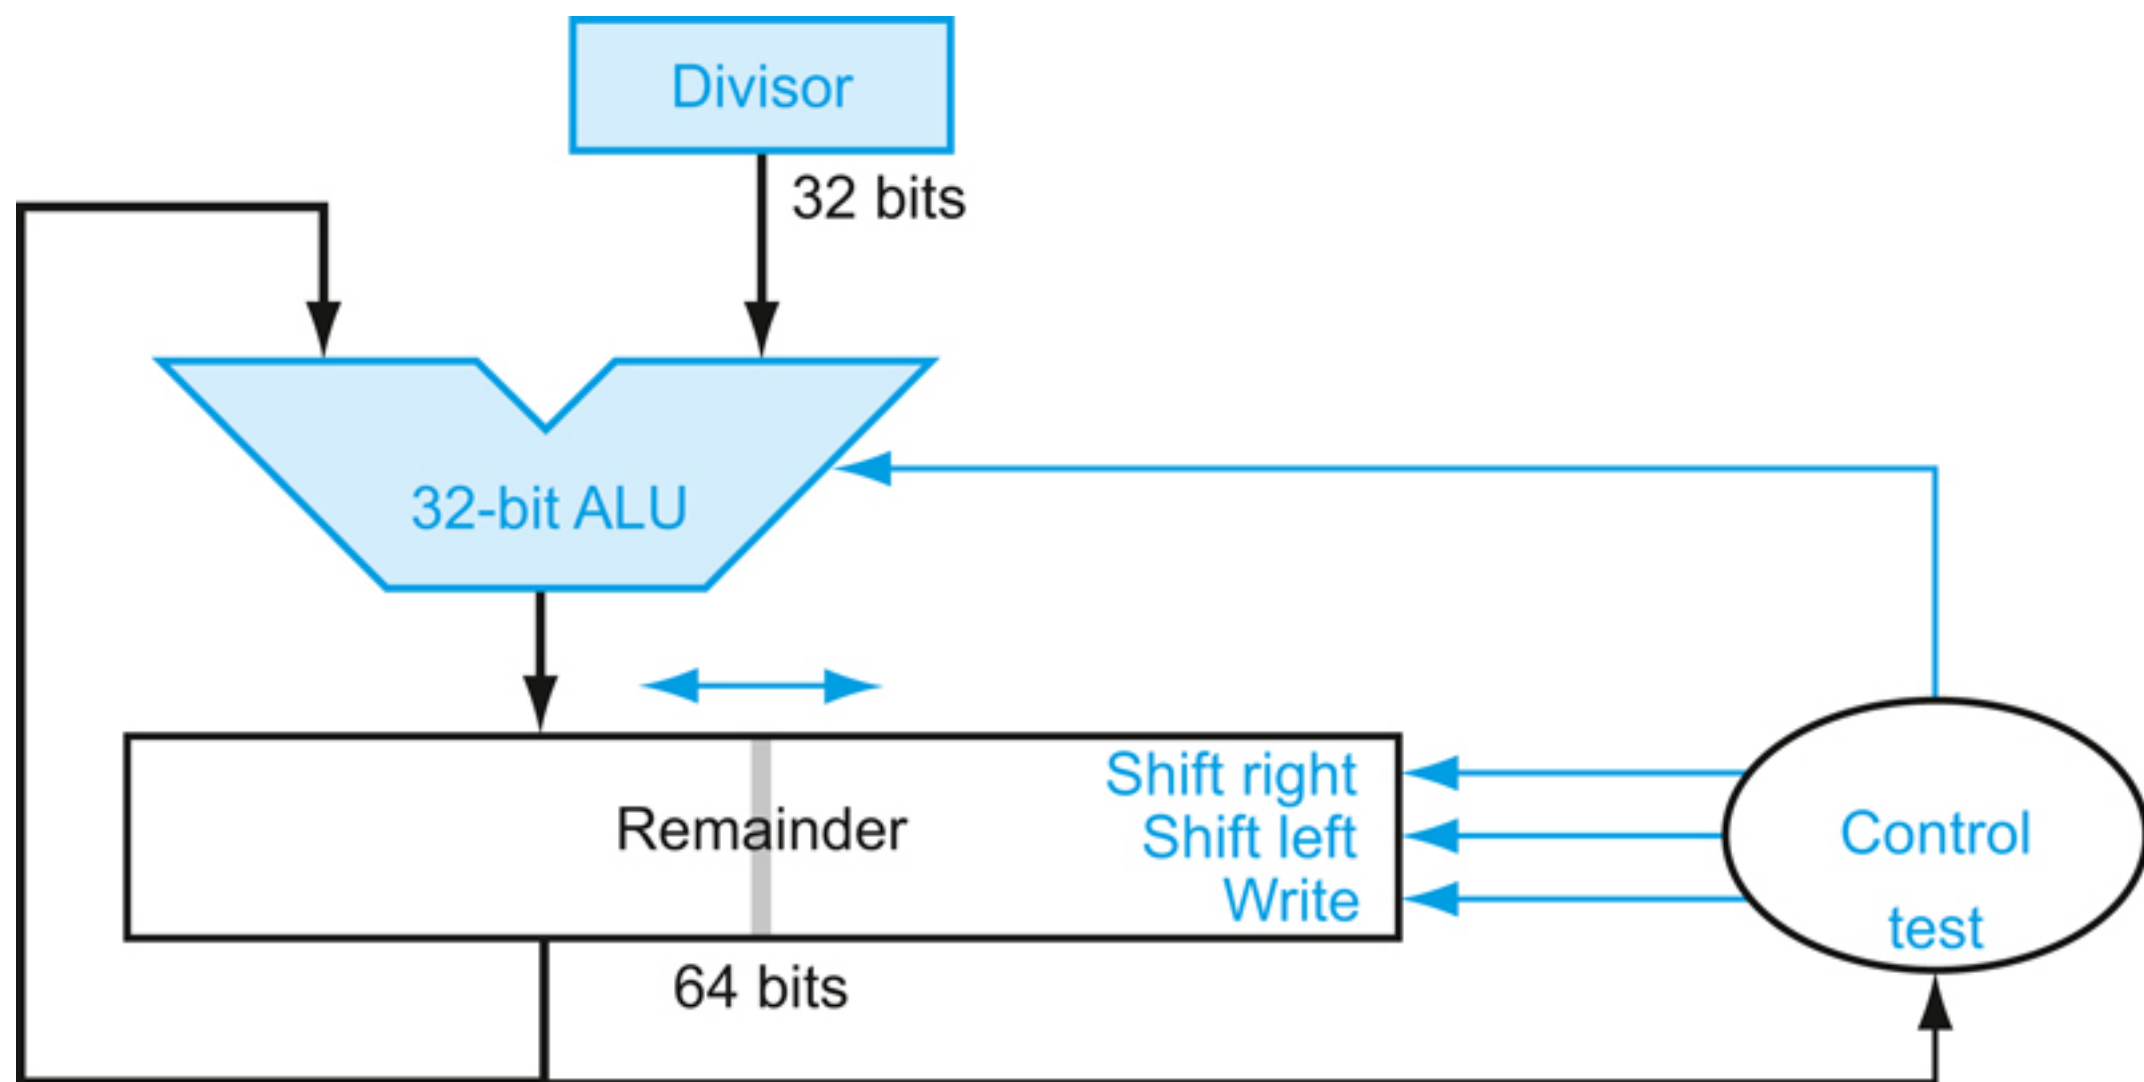 Divisor
32 bits
32-bit ALU
Remainder
Shift right
Shift left
Write
Control
test
64 bits